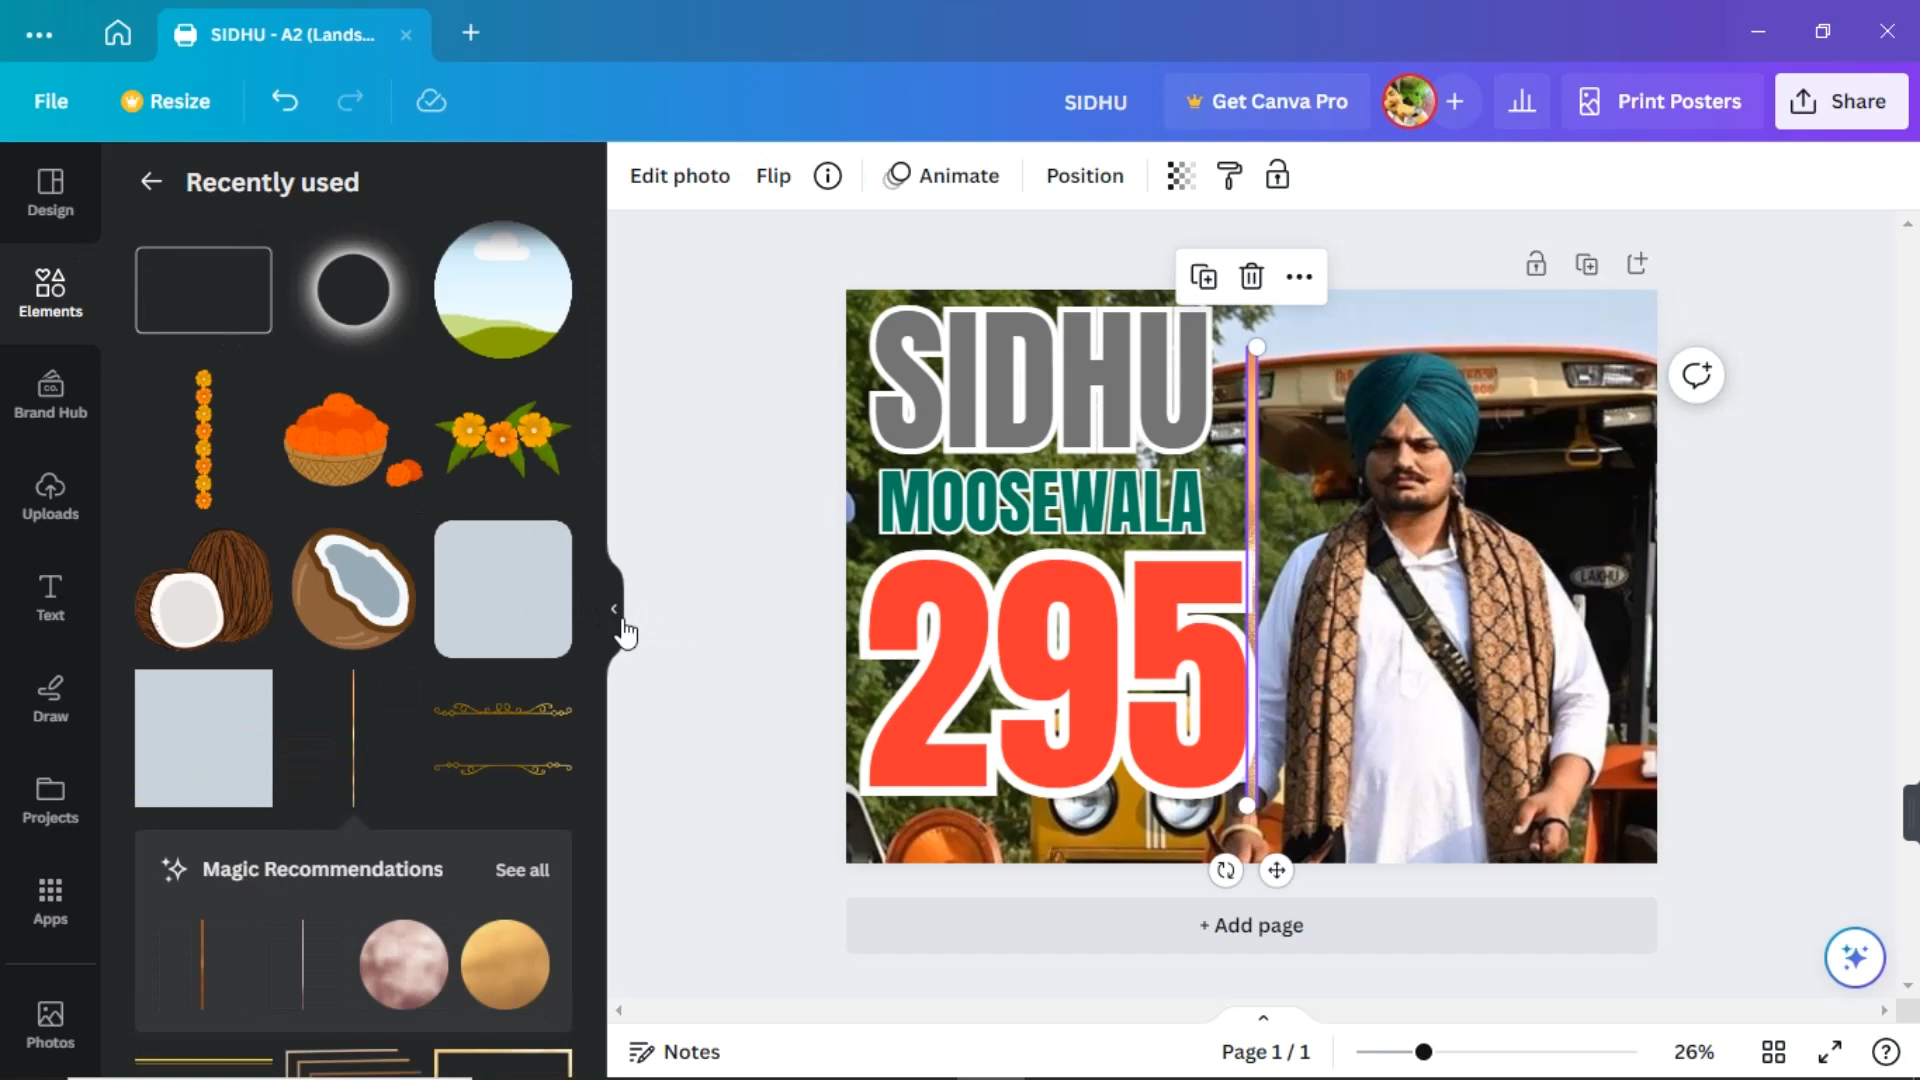 SIDHU - A2 (Lands...
File
Resize
SIDHU
Get Canva Pro
Print Posters
Share
Design
Elements
Brand Hub
CO.
Uploads
Text
Draw
Projects
Apps
Photos
Recently used
Magic Recommendations
See all
Edit photo
Flip
Animate
Position
SIDHU
MOOSEWALA
295
LAKHU
+ Add page
Notes
Page 1 / 1
26%